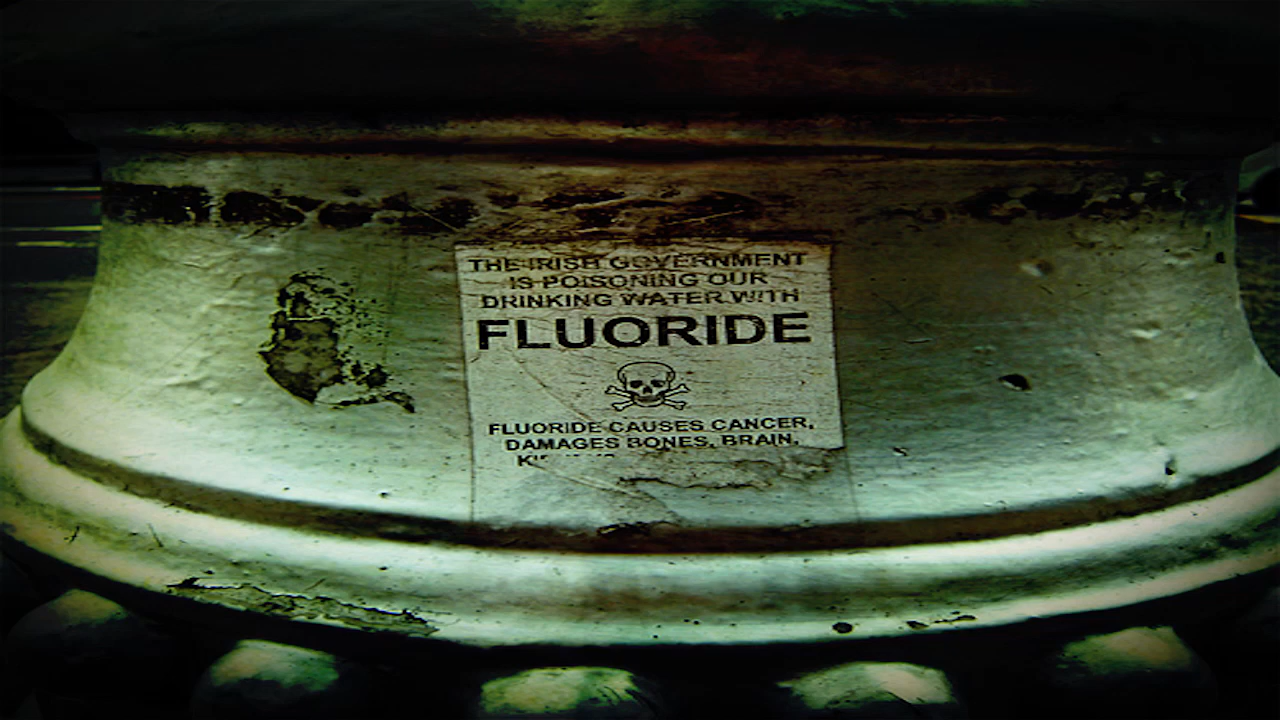 THE IRISH GOVERNMENT
IS POISONING OUR
DRINKING WATER WITH
FLUORIDE
FLUORIDE CAUSES CANCER,
DAMAGES BONES, BRAIN,